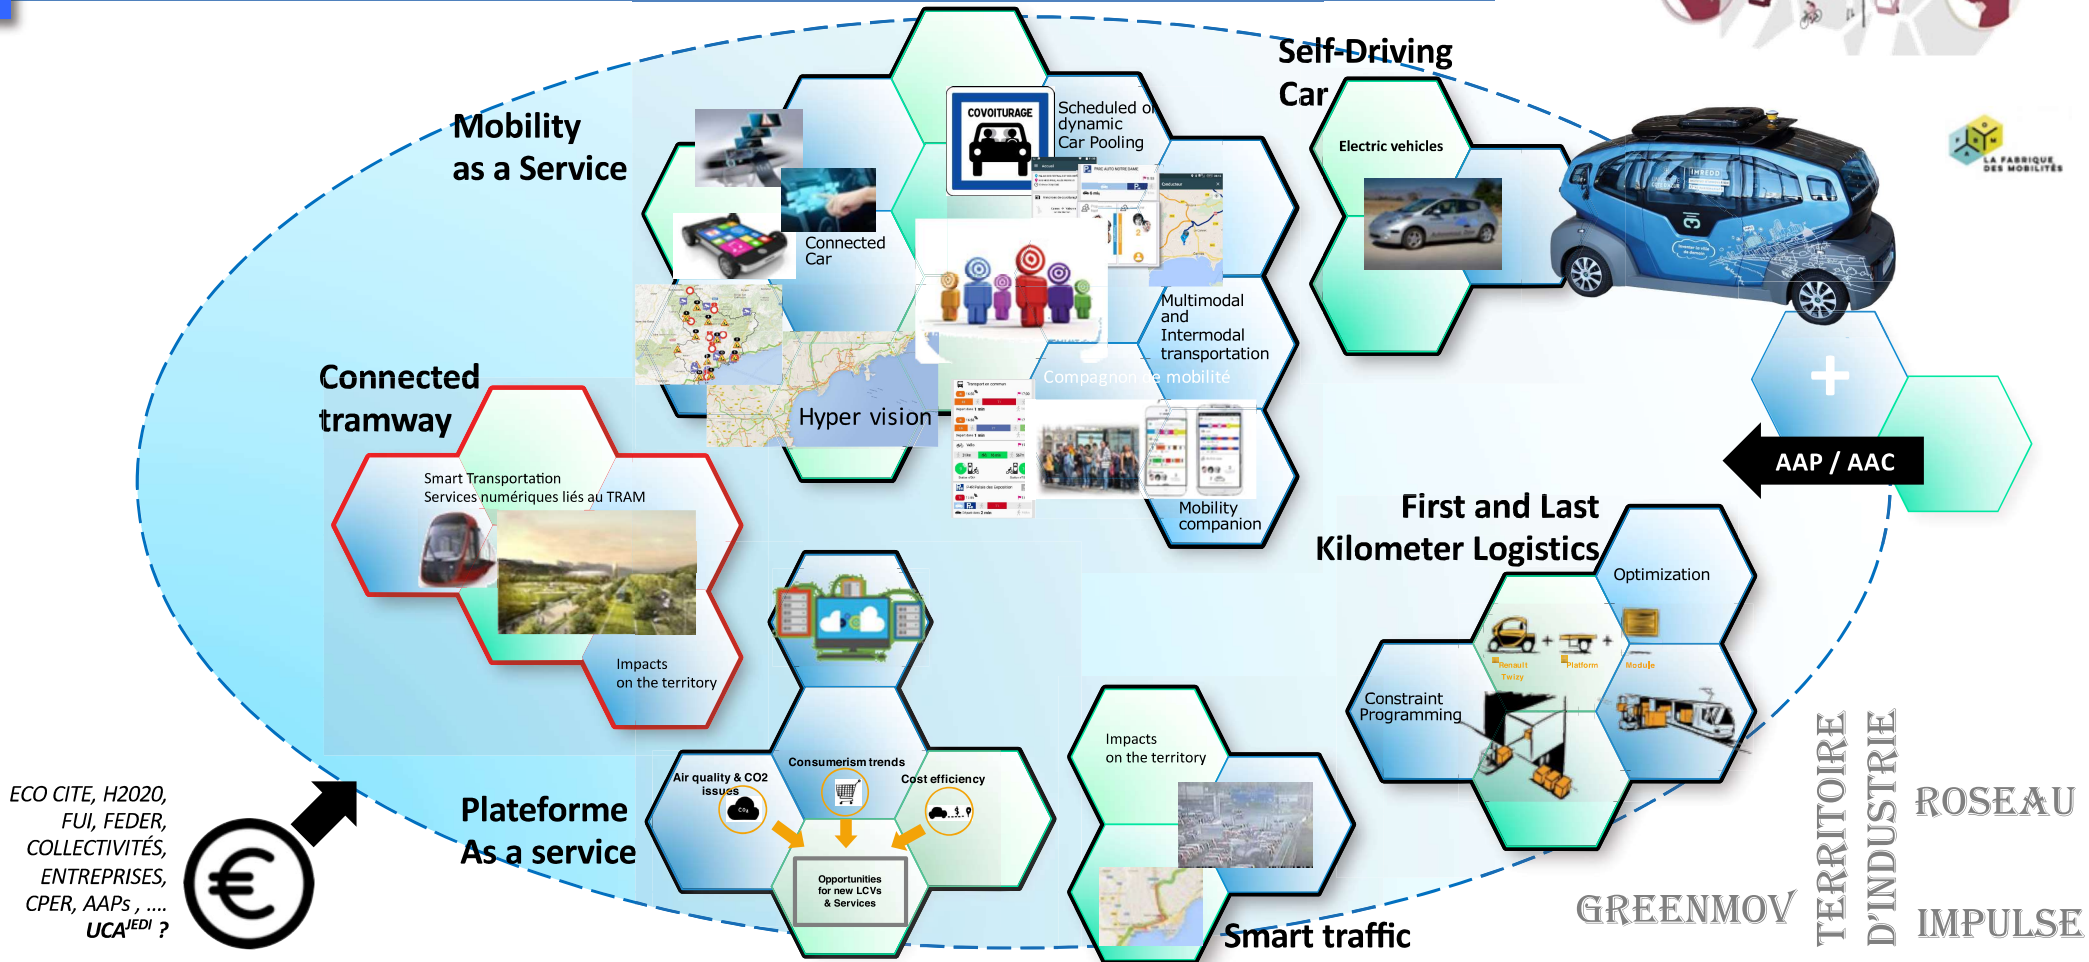 Self-Driving
Car
Mobility
as a Service
COVOITURAGE
Scheduled or
dynamic
Car Pooling
Electric vehicles
LA FABRIQUE
DES MOBILITÉS
IMREDD
Connected
Car
Multimodal
and
Intermodal
transportation
Compagnon de mobilité
Hyper vision
Mobility
companion
Connected
tramway
Smart Transportation
Services numériques liés au TRAM
Impacts
on the territory
+
AAP / AAC
First and Last
Kilometer Logistics
Optimization
Renault
Twizy
+
Platform
+
Module
Constraint
Programming
Plateforme
As a service
Air quality & CO2
issues
Consumerism trends
Cost efficiency
Opportunities
for new LCVs
& Services
Impacts
on the territory
Smart traffic
ECO CITE, H2020,
FUI, FEDER,
COLLECTIVITÉS,
ENTREPRISES,
CPER, AAPs , ....
UCAJEDI ?
€
GREENMOV
TERRITOIRE
D'INDUSTRIE
ROSEAU
IMPULSE